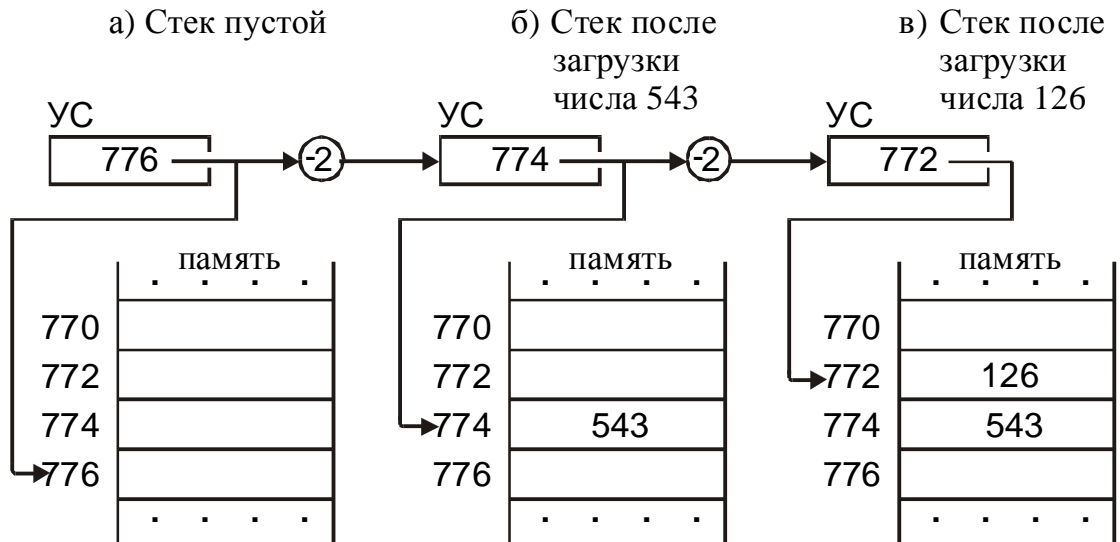 а) Стек пустой
б) Стек после
загрузки
числа 543
в) Стек после
загрузки
числа 126
УС
776
-2
УС
774
-2
УС
772
память
. . . .
770
772
774
776
. . . .
память
. . . .
770
772
774 543
776
. . . .
память
. . . .
770
772 126
774 543
776
. . . .